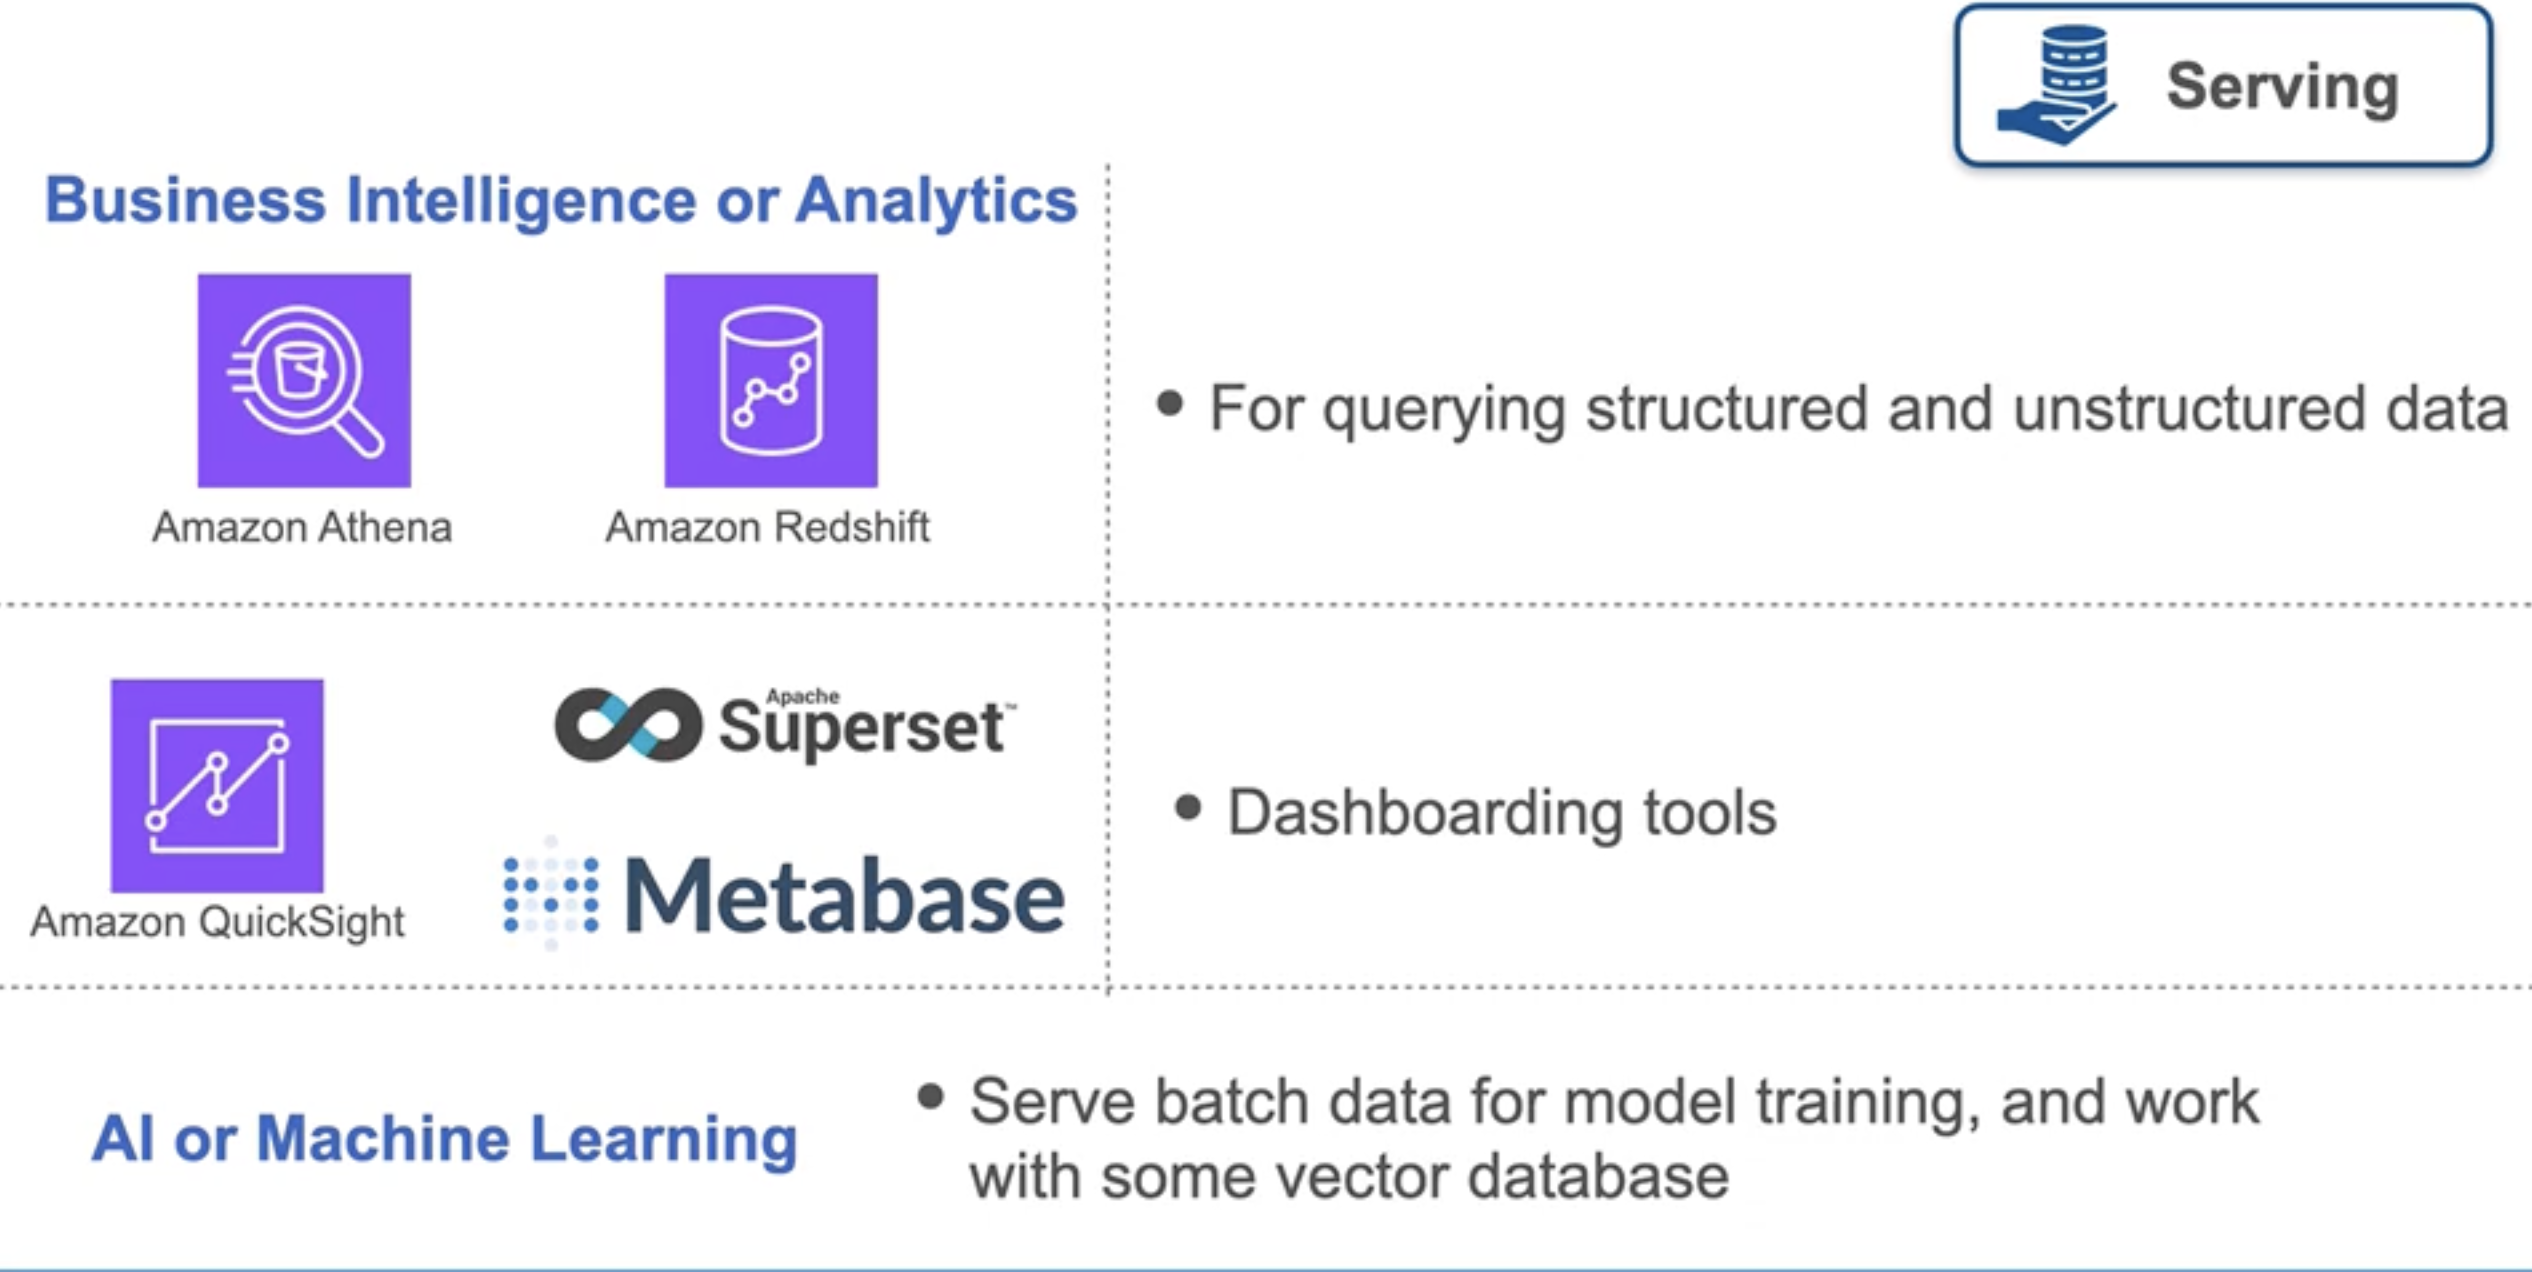 Serving
Business Intelligence or Analytics
Amazon Athena
Amazon Redshift
• For querying structured and unstructured data
Amazon QuickSight
Apache
Superset™
Metabase
• Dashboarding tools
AI or Machine Learning
• Serve batch data for model training, and work
with some vector database